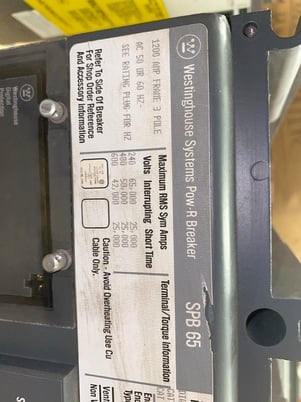 Westinghouse Systems Pow-R Breaker
SPB 65
1200 AMP FRAME 3 POLE
AC 50 OR 60 HZ-
SEE RATING PLUG FOR HZ
Refer To Side Of Breaker
For Shop Order Reference
And Accessory Information
Maximum RMS Sym Amps
Volts Interrupting Short Time
240 65,000 25,000
480 50,000 25,000
600 42,000 25,000
Caution - Avoid Overheating Use Cu
Cable Only.
Terminal/Torque Information
Westinghouse
Digital
Protection